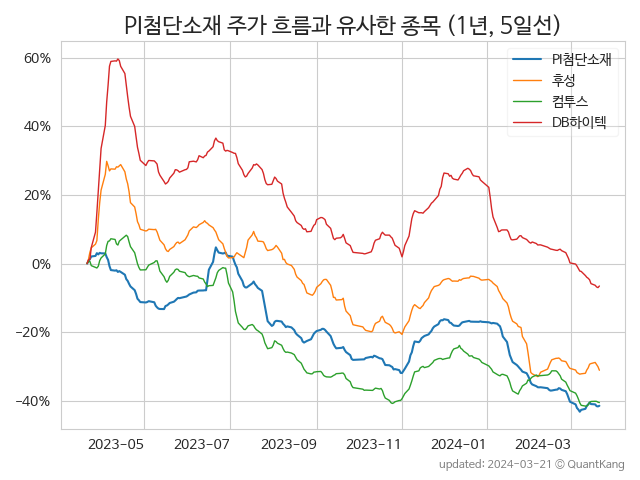 PI첨단소재 주가 흐름과 유사한 종목 (1년, 5일선)
PI첨단소재
후성
컴투스
DB하이텍
60%
40%
20%
0%
−20%
−40%
2023-05
2023-07
2023-09
2023-11
2024-01
2024-03
updated: 2024-03-21 © QuantKang